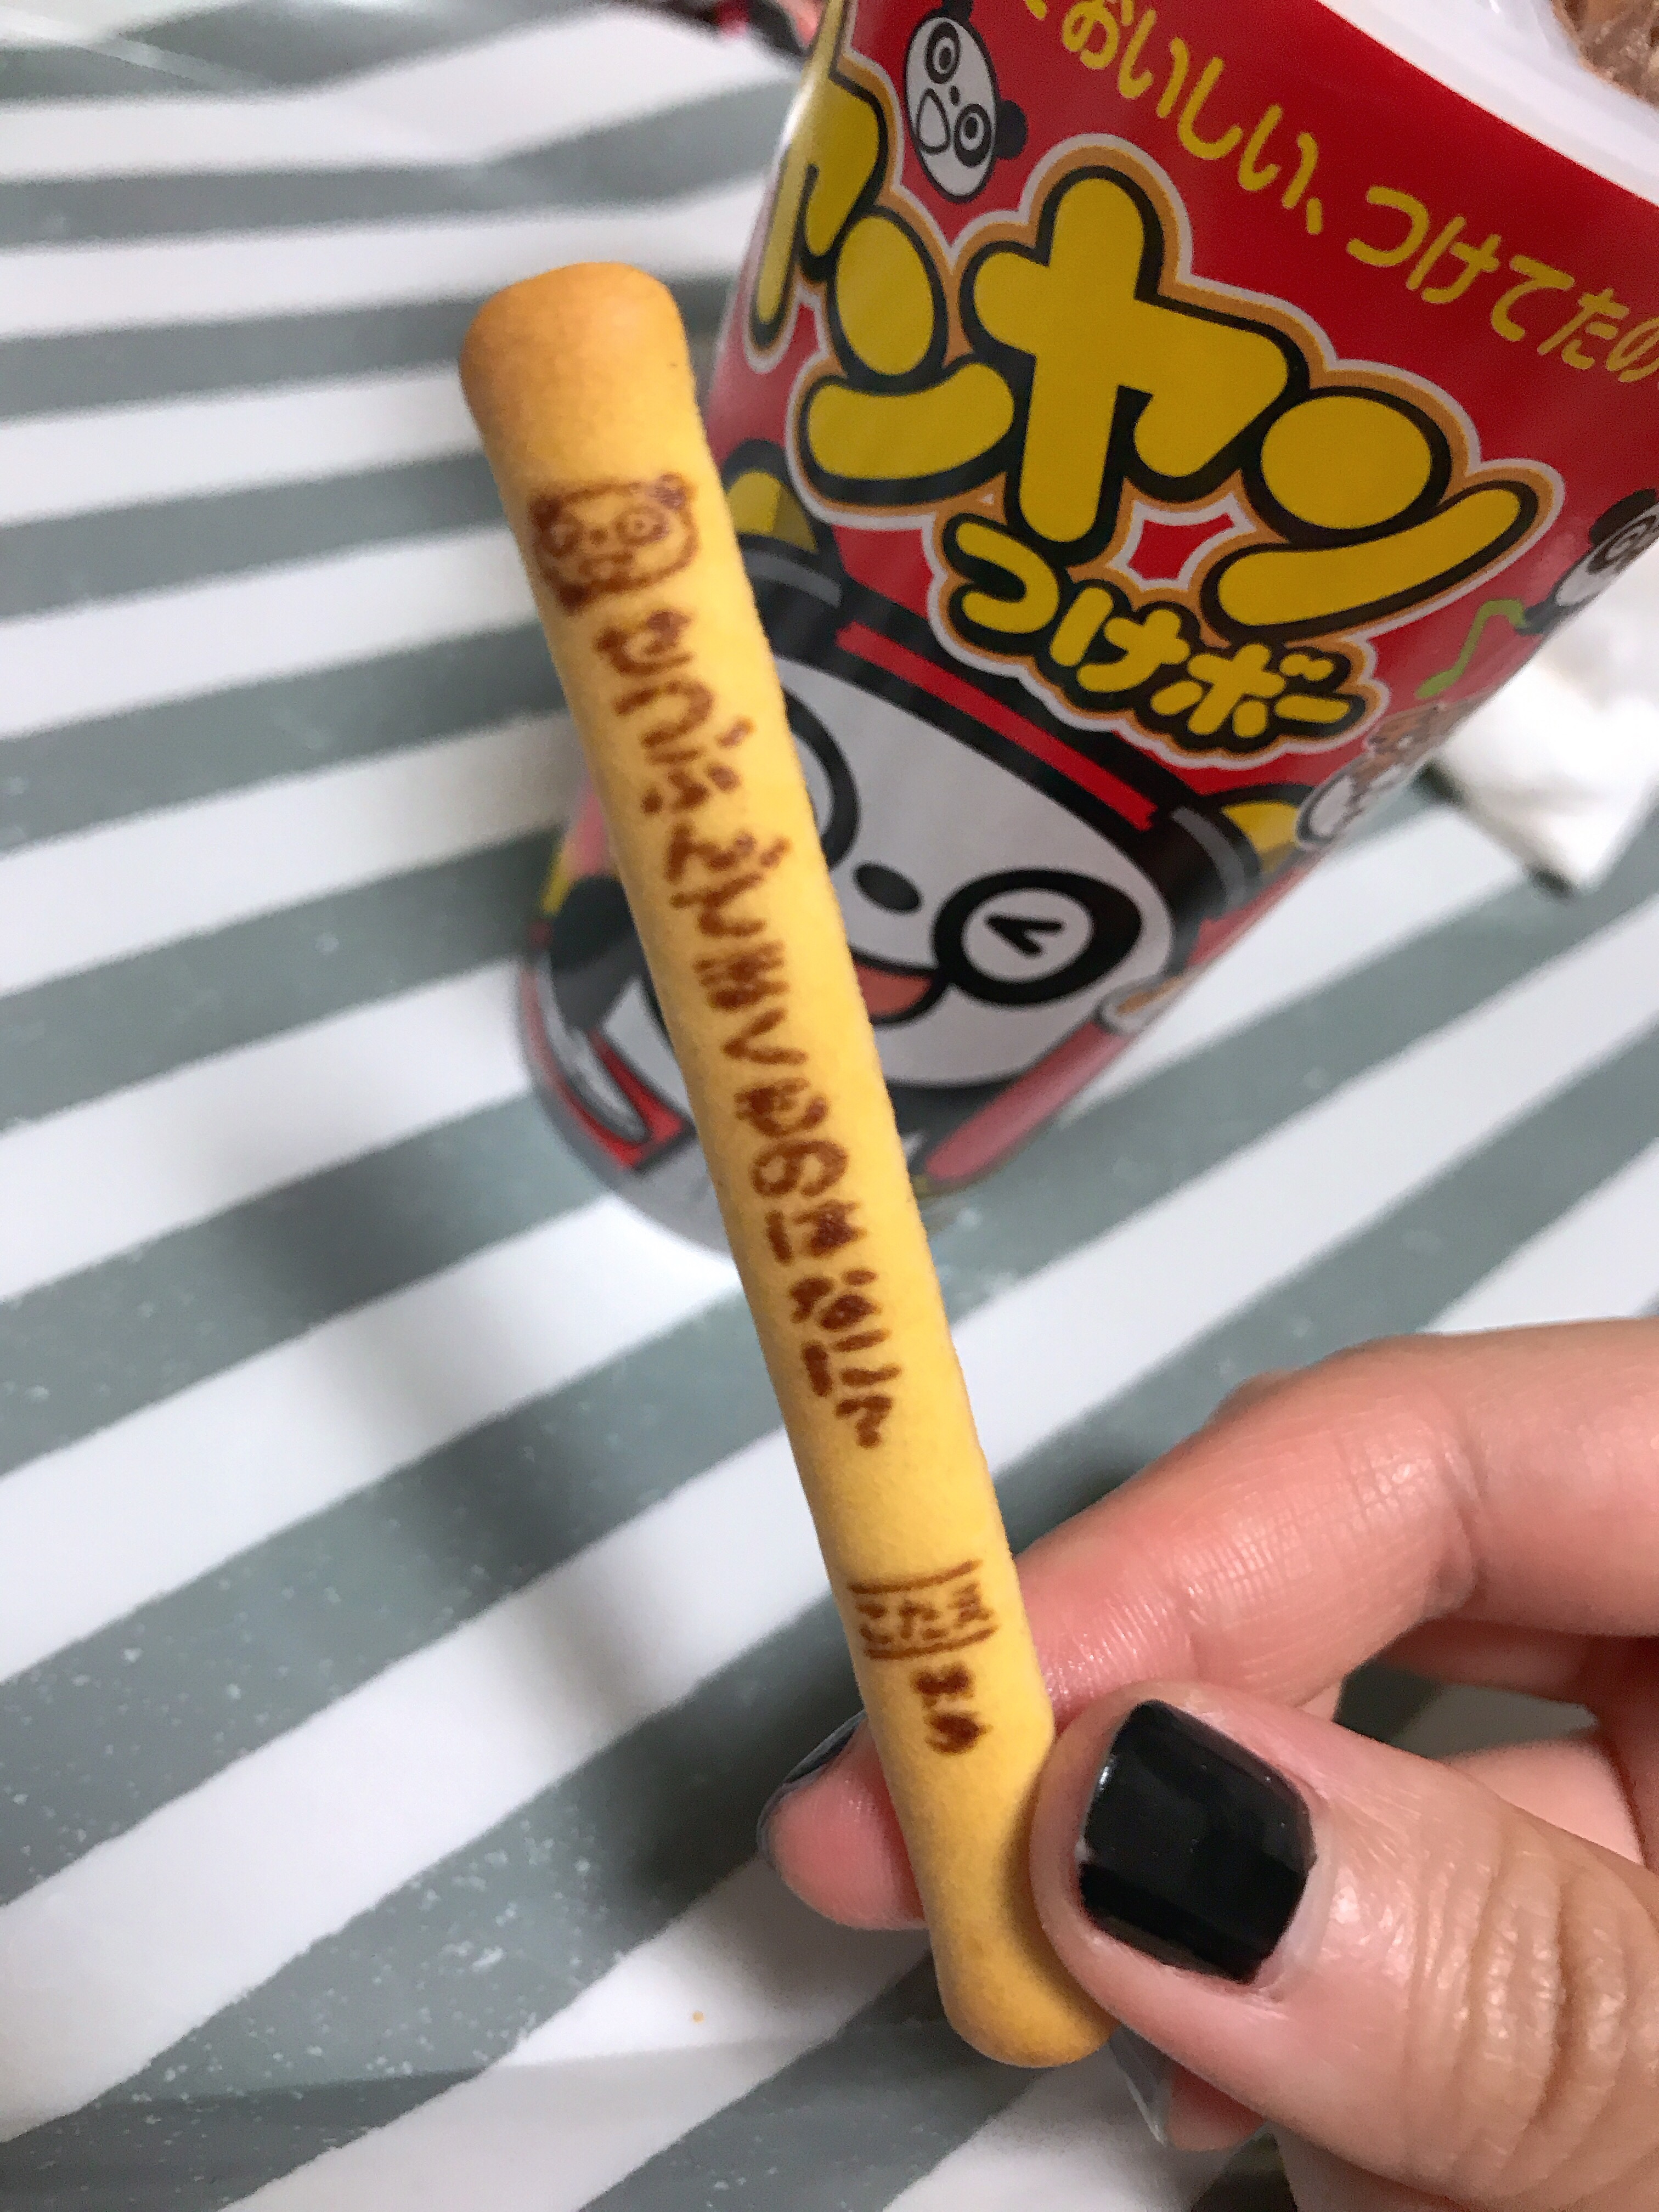 おいしい、つけてたの
ヤンヤン
つけボー
せつぶんにまくものはなに?
こたえ
まめ